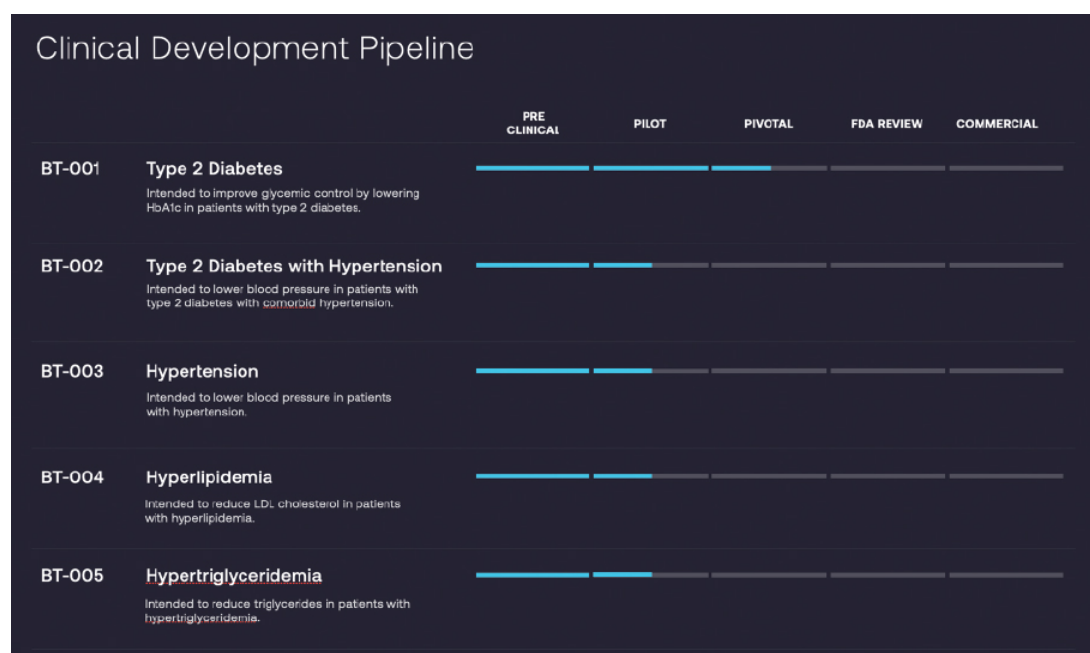 Clinical Development Pipeline
PRE
CLINICAL
PILOT
PIVOTAL
FDA REVIEW
COMMERCIAL
BT-001
Type 2 Diabetes
Intended to improve glycemic control by lowering
HbA1c in patients with type 2 diabetes.
BT-002
Type 2 Diabetes with Hypertension
Intended to lower blood pressure in patients with
type 2 diabetes with comorbid hypertension.
BT-003
Hypertension
Intended to lower blood pressure in patients
with hypertension.
BT-004
Hyperlipidemia
Intended to reduce LDL cholesterol in patients
with hyperlipidemia.
BT-005
Hypertriglyceridemia
Intended to reduce triglycerides in patients with
hypertriglyceridemia.